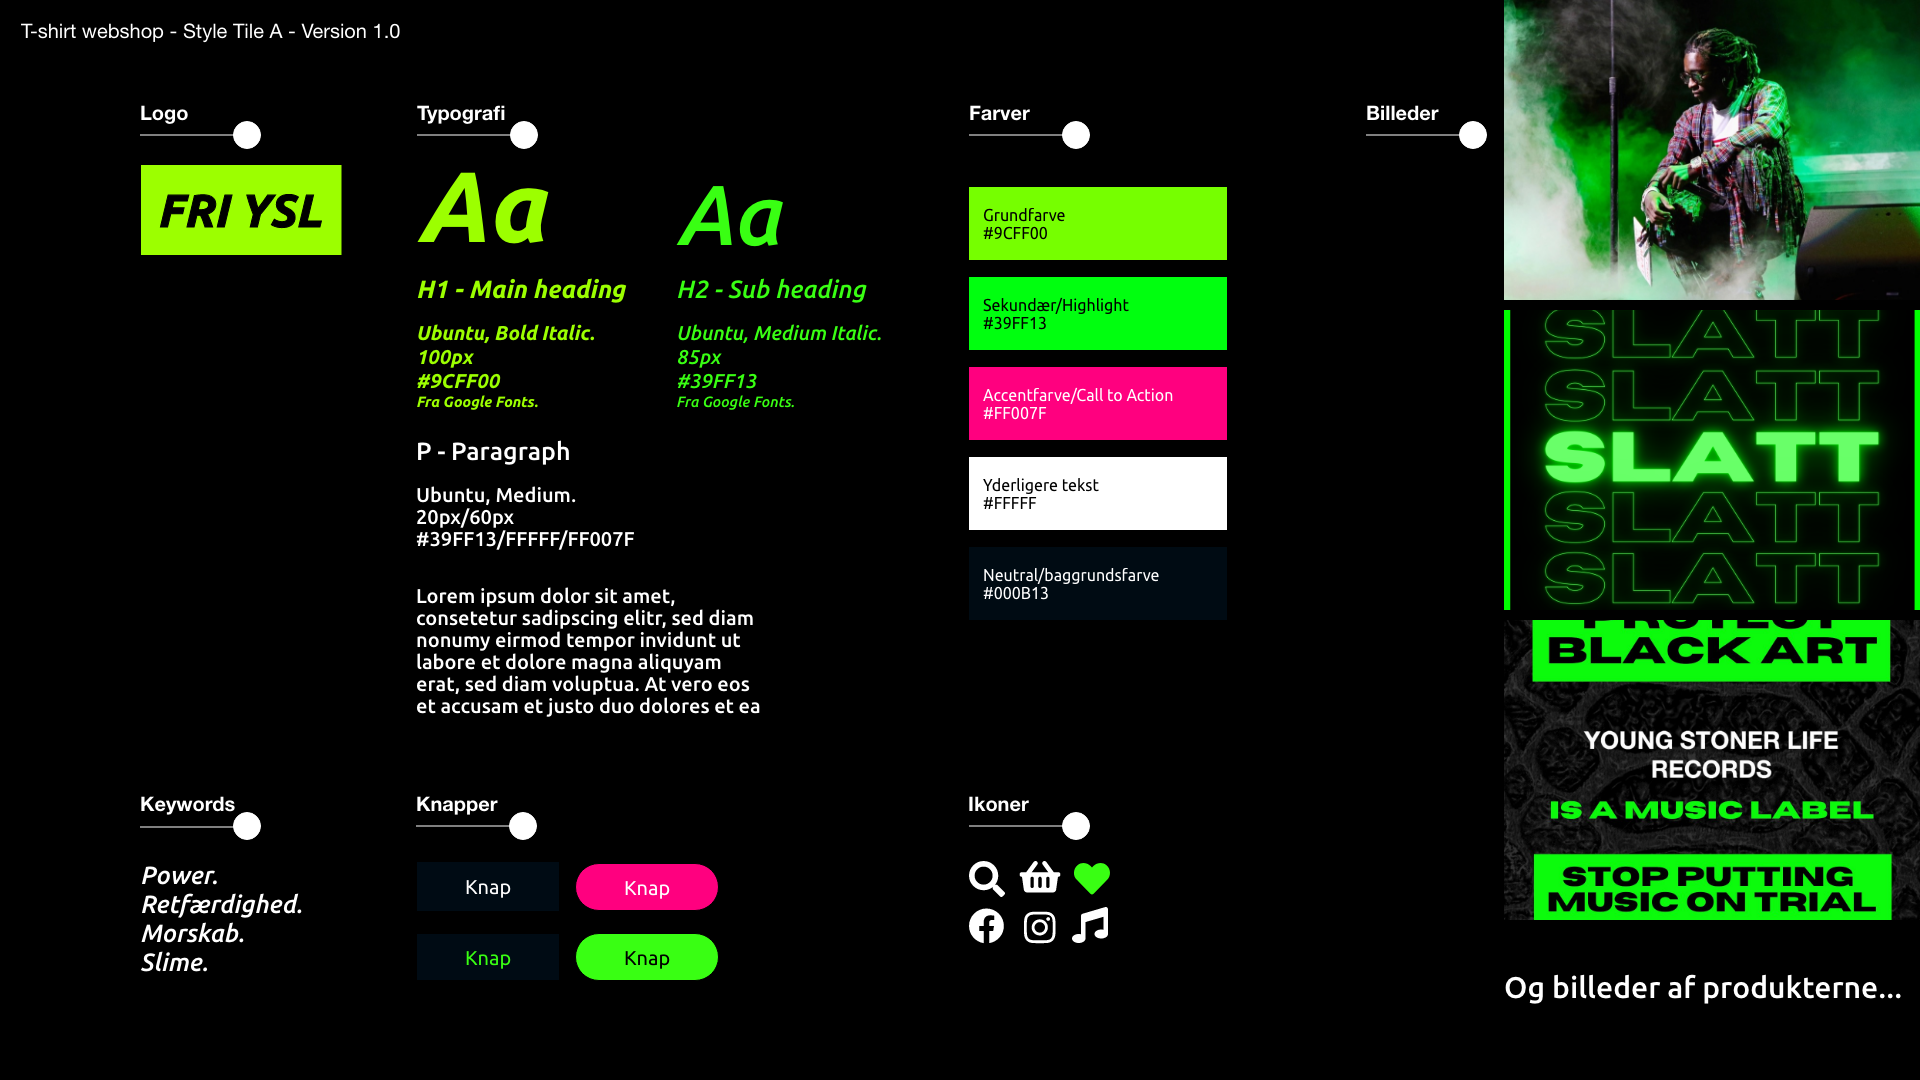 T-shirt webshop - Style Tile A - Version 1.0
Logo
FRI YSL
Typografi
Aa
Aa
H1 - Main heading
Ubuntu, Bold Italic.
100px
#9CFF00
Fra Google Fonts.
H2 - Sub heading
Ubuntu, Medium Italic.
85px
#39FF13
Fra Google Fonts.
P - Paragraph
Ubuntu, Medium.
20px/60px
#39FF13/FFFFF/FF007F
Lorem ipsum dolor sit amet,
consetetur sadipscing elitr, sed diam
nonumy eirmod tempor invidunt ut
labore et dolore magna aliquyam
erat, sed diam voluptua. At vero eos
et accusam et justo duo dolores et ea
Farver
Grundfarve
#9CFF00
Sekundær/Highlight
#39FF13
Accentfarve/Call to Action
#FF007F
Yderligere tekst
#FFFFF
Neutral/baggrundsfarve
#000B13
Billeder
SLATT
SLATT
SLATT
SLATT
SLATT
PROTECT
BLACK ART
YOUNG STONER LIFE
RECORDS
IS A MUSIC LABEL
STOP PUTTING
MUSIC ON TRIAL
Og billeder af produkterne...
Keywords
Power.
Retfærdighed.
Morskab.
Slime.
Knapper
Knap
Knap
Knap
Knap
Ikoner